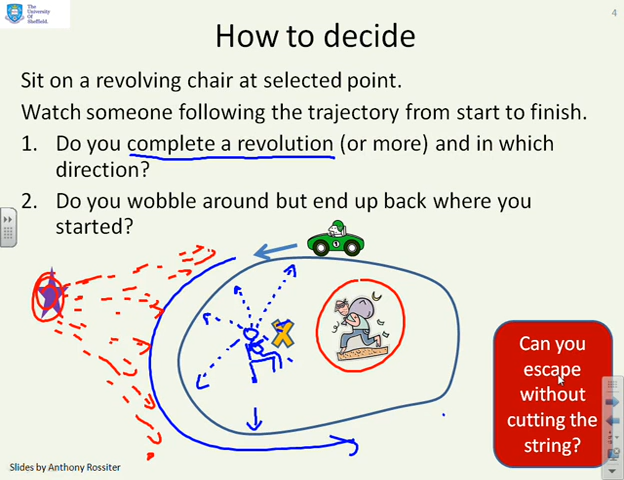 The
University
Of
Sheffield.
4
How to decide
Sit on a revolving chair at selected point.
Watch someone following the trajectory from start to finish.
1. Do you complete a revolution (or more) and in which
direction?
2. Do you wobble around but end up back where you
started?
1
Can you
escape
without
cutting the
string?
Slides by Anthony Rossiter